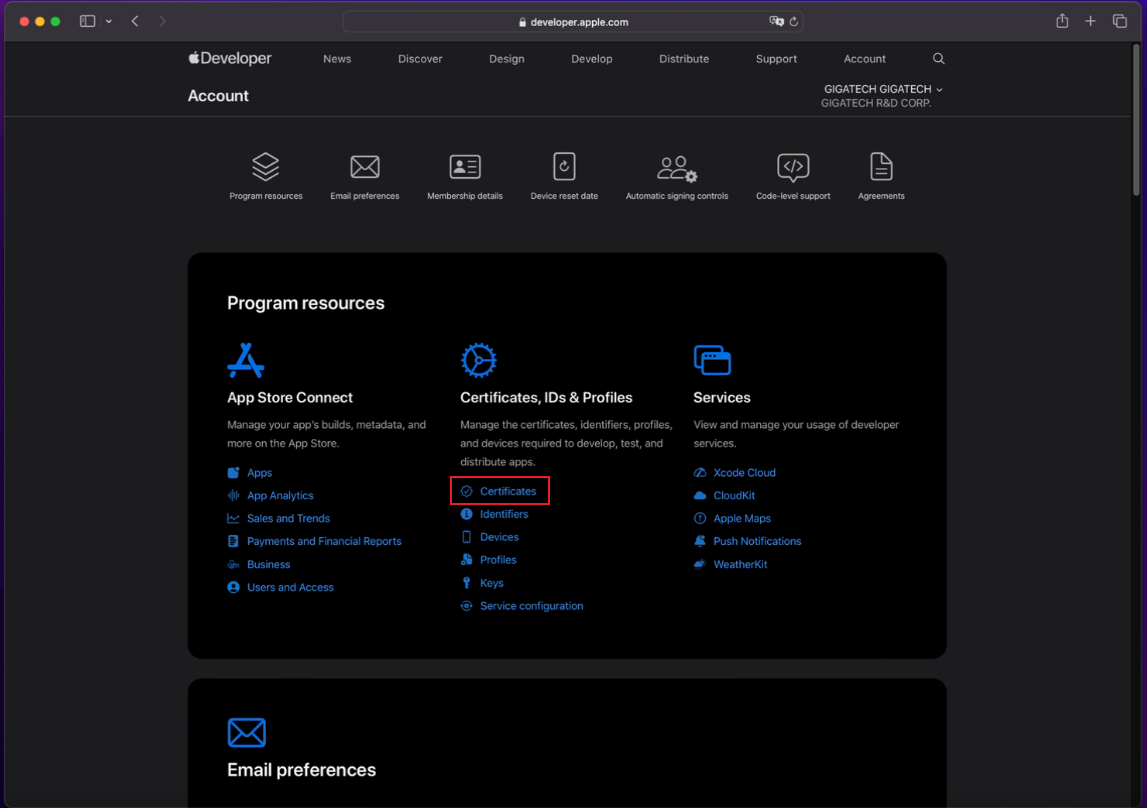 developer.apple.com
Developer
News
Discover
Design
Develop
Distribute
Support
Account
Account
GIGATECH GIGATECH
GIGATECH R&D CORP.
Program resources
Email preferences
Membership details
Device reset date
Automatic signing controls
Code-level support
Agreements
Program resources
App Store Connect
Manage your app's builds, metadata, and
more on the App Store.
Apps
App Analytics
Sales and Trends
Payments and Financial Reports
Business
Users and Access
Certificates, IDs & Profiles
Manage the certificates, identifiers, profiles,
and devices required to develop, test, and
distribute apps.
Certificates
Identifiers
Devices
Profiles
Keys
Service configuration
Services
View and manage your usage of developer
services.
Xcode Cloud
CloudKit
Apple Maps
Push Notifications
WeatherKit
Email preferences